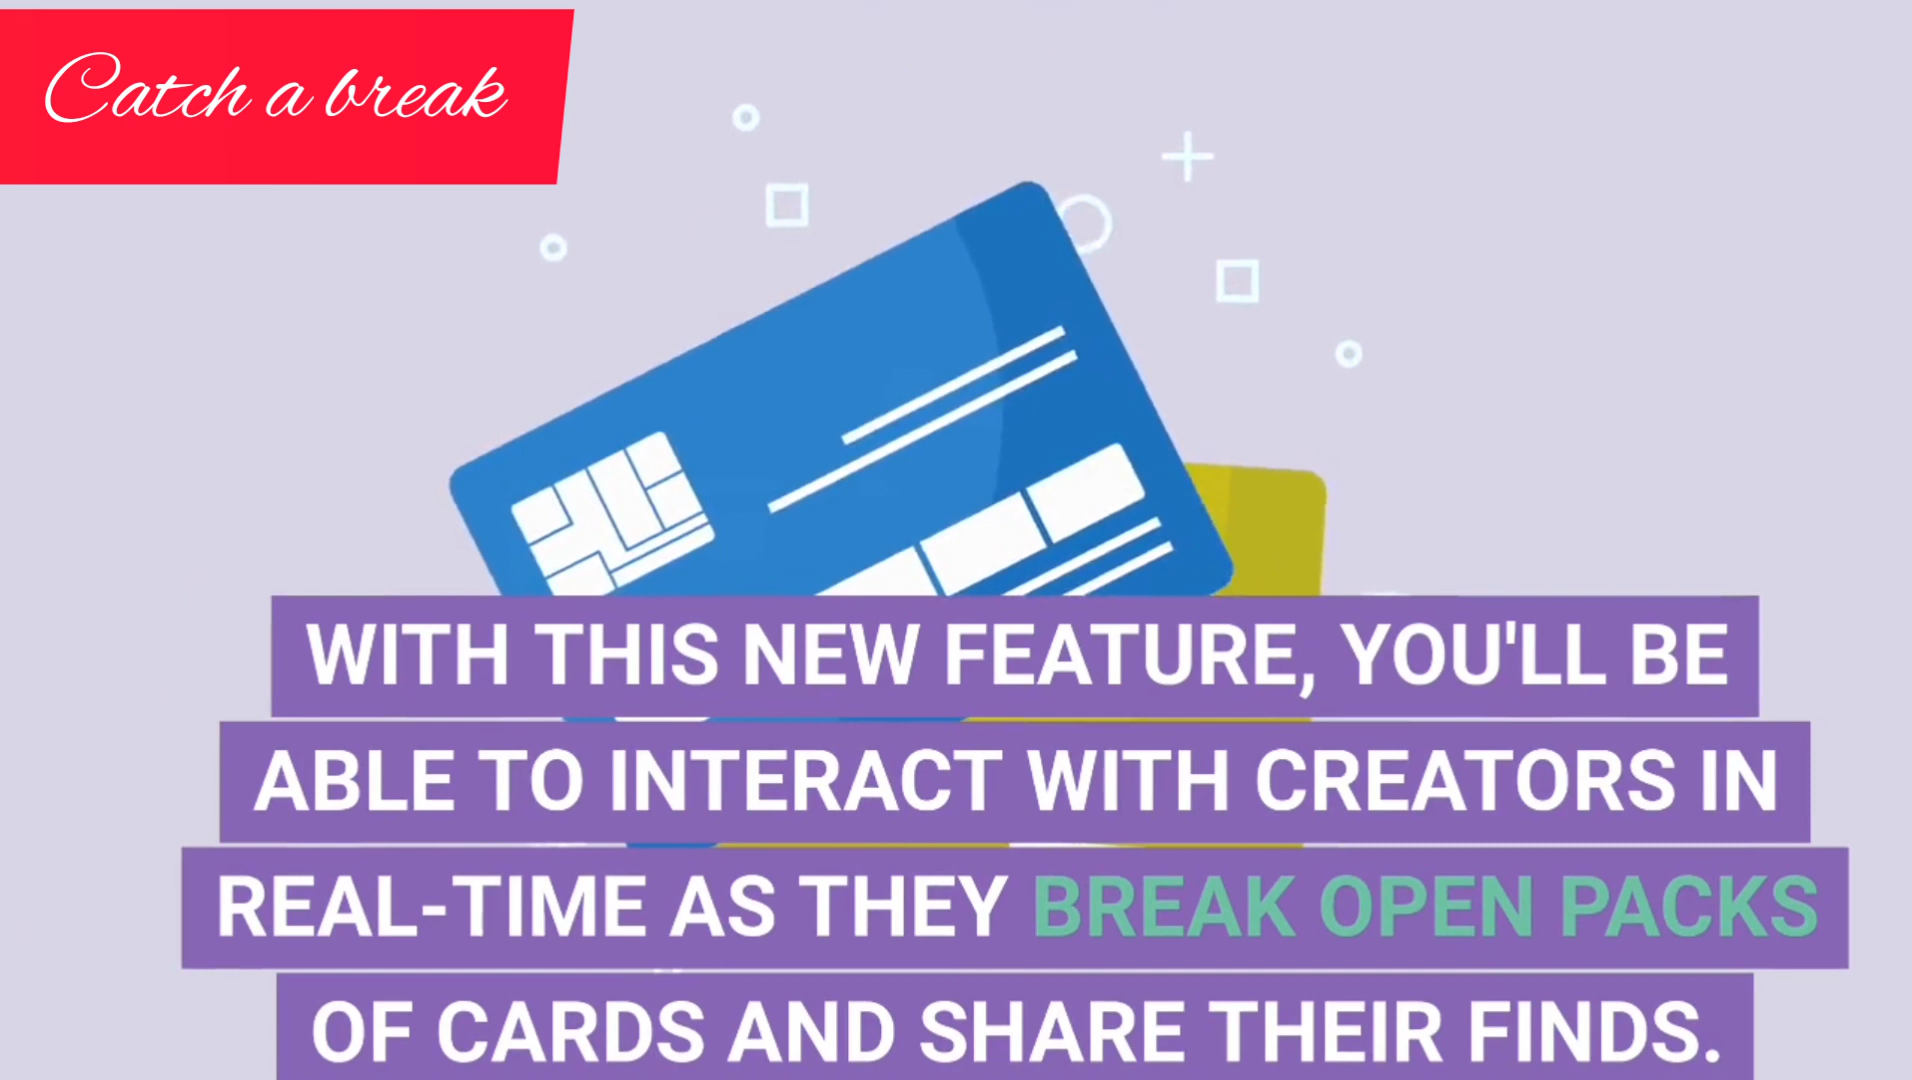 Catch a break
WITH THIS NEW FEATURE, YOU'LL BE
ABLE TO INTERACT WITH CREATORS IN
REAL-TIME AS THEY BREAK OPEN PACKS
OF CARDS AND SHARE THEIR FINDS.